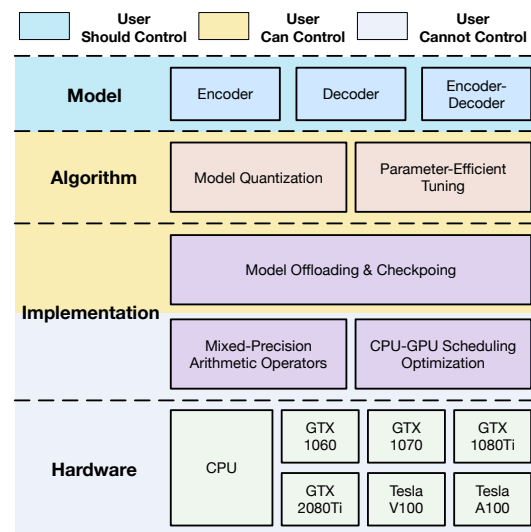 User Should Control
User Can Control
User Cannot Control
Model
Encoder
Decoder
Encoder-
Decoder
Algorithm
Model Quantization
Parameter-Efficient
Tuning
Implementation
Model Offloading & Checkpoing
Mixed-Precision
Arithmetic Operators
CPU-GPU Scheduling
Optimization
Hardware
CPU
GTX
1060
GTX
1070
GTX
1080Ti
GTX
2080Ti
Tesla
V100
Tesla
A100